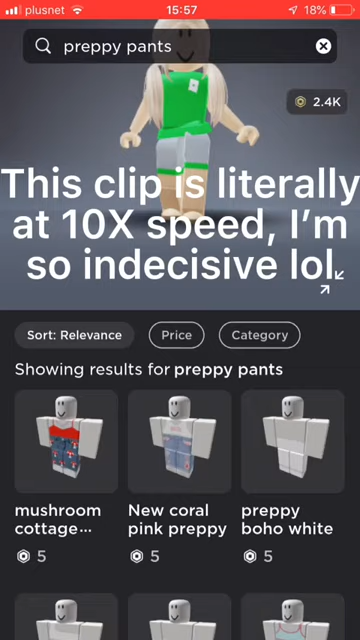 plusnet 15:57 18%
preppy pants
2.4K
This clip is literally
at 10X speed, I'm
so indecisive lol
Sort: Relevance Price Category
Showing results for preppy pants
mushroom
cottage...
5
New coral
pink preppy
5
preppy
boho white
5